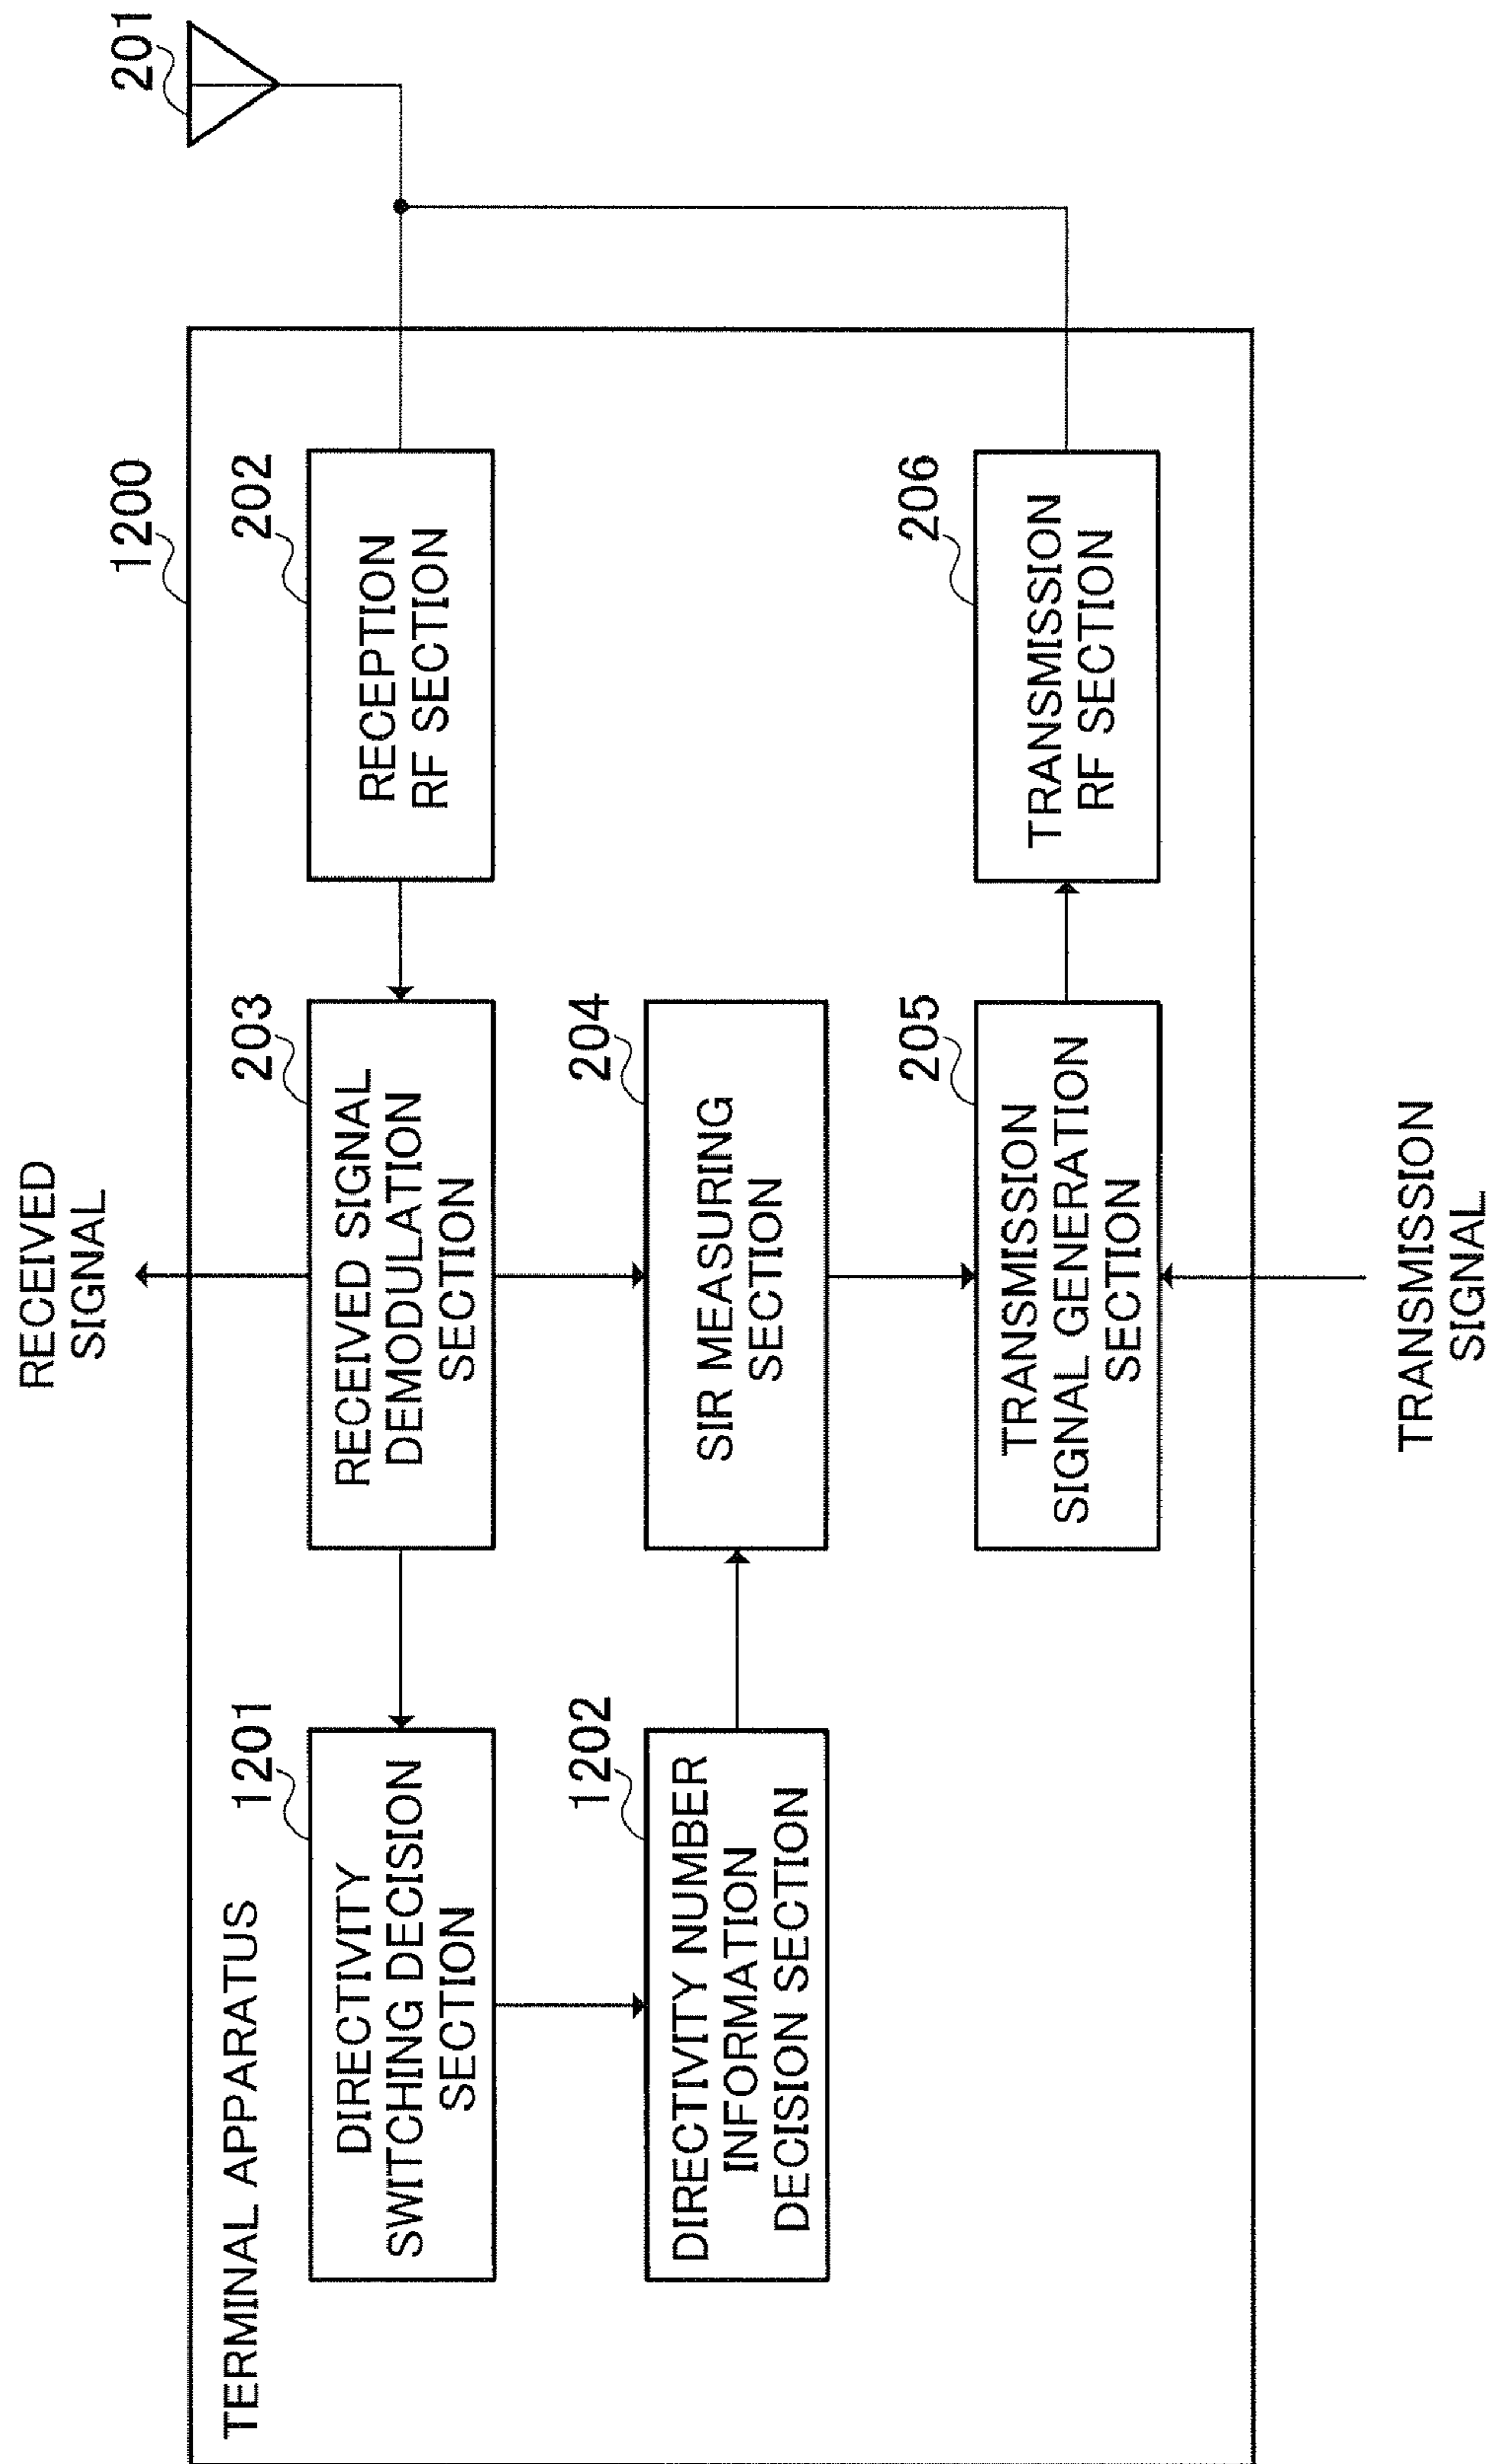 RECEIVED
SIGNAL
TERMINAL APPARATUS
1200
201
1201
DIRECTIVITY
SWITCHING DECISION
SECTION
203
RECEIVED SIGNAL
DEMODULATION
SECTION
202
RECEPTION
RF SECTION
1202
DIRECTIVITY NUMBER
INFORMATION
DECISION SECTION
204
SIR MEASURING
SECTION
205
TRANSMISSION
SIGNAL GENERATION
SECTION
206
TRANSMISSION
RF SECTION
TRANSMISSION
SIGNAL